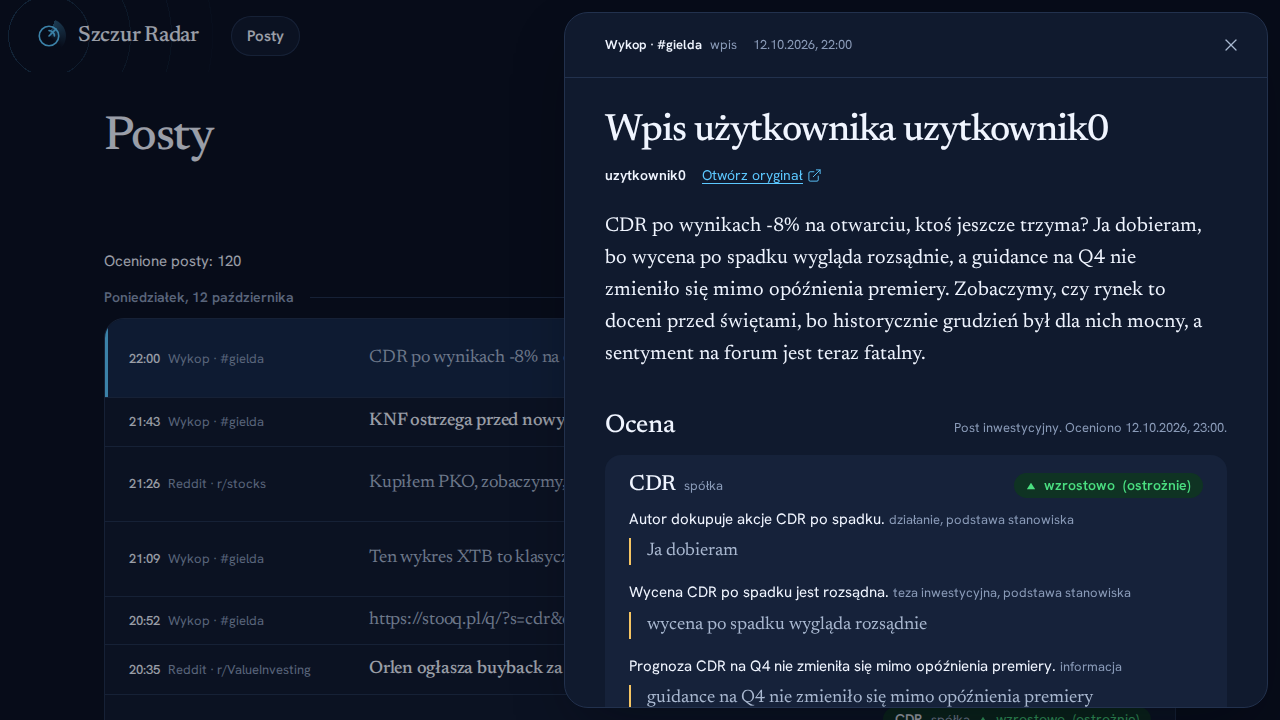 Szczur Radar
Posty
Posty
Ocenione posty: 120
Poniedziałek, 12 października
22:00 Wykop · #gielda CDR po wynikach -8% na
21:43 Wykop · #gielda KNF ostrzega przed nowy
21:26 Reddit · r/stocks Kupiłem PKO, zobaczymy,
21:09 Wykop · #gielda Ten wykres XTB to klasycz
20:52 Wykop · #gielda https://stooq.pl/q/?s=cdr&
20:35 Reddit · r/ValueInvesting Orlen ogłasza buyback za
Wykop · #gielda wpis 12.10.2026, 22:00
Wpis użytkownika uzytkownik0
uzytkownik0 Otwórz oryginał
CDR po wynikach -8% na otwarciu, ktoś jeszcze trzyma? Ja dobieram,
bo wycena po spadku wygląda rozsądnie, a guidance na Q4 nie
zmieniło się mimo opóźnienia premiery. Zobaczymy, czy rynek to
doceni przed świętami, bo historycznie grudzień był dla nich mocny, a
sentyment na forum jest teraz fatalny.
Ocena Post inwestycyjny. Oceniono 12.10.2026, 23:00.
CDR spółka ▲ wzrostowo (ostrożnie)
Autor dokupuje akcje CDR po spadku. działanie, podstawa stanowiska
Ja dobieram
Wycena CDR po spadku jest rozsądna. teza inwestycyjna, podstawa stanowiska
wycena po spadku wygląda rozsądnie
Prognoza CDR na Q4 nie zmieniła się mimo opóźnienia premiery. informacja
guidance na Q4 nie zmieniło się mimo opóźnienia premiery
CDR spółka ▲ wzrostowo (ostrożnie)